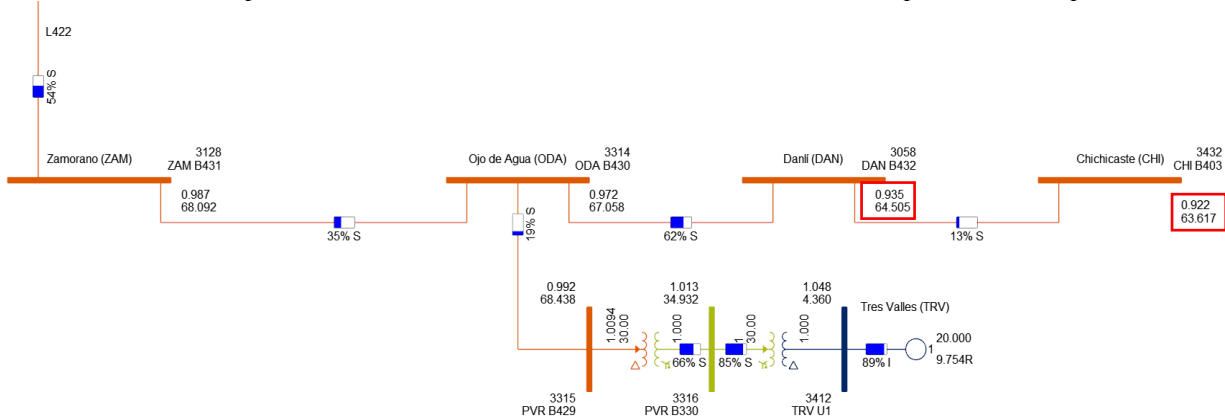 L422
54% S
Zamorano (ZAM)
3128
ZAM B431
0.987
68.092
35% S
Ojo de Agua (ODA)
3314
ODA B430
0.972
67.058
19% S
62% S
Danlí (DAN)
3058
DAN B432
0.935
64.505
13% S
Chichicaste (CHI)
3432
CHI B403
0.922
63.617
0.992
68.438
1.0094
30.00
1.000
1.013
34.932
1
30.00
1.000
1.048
4.360
Tres Valles (TRV)
66% S
85% S
89% I
1
20.000
9.754R
3315
PVR B429
3316
PVR B330
3412
TRV U1